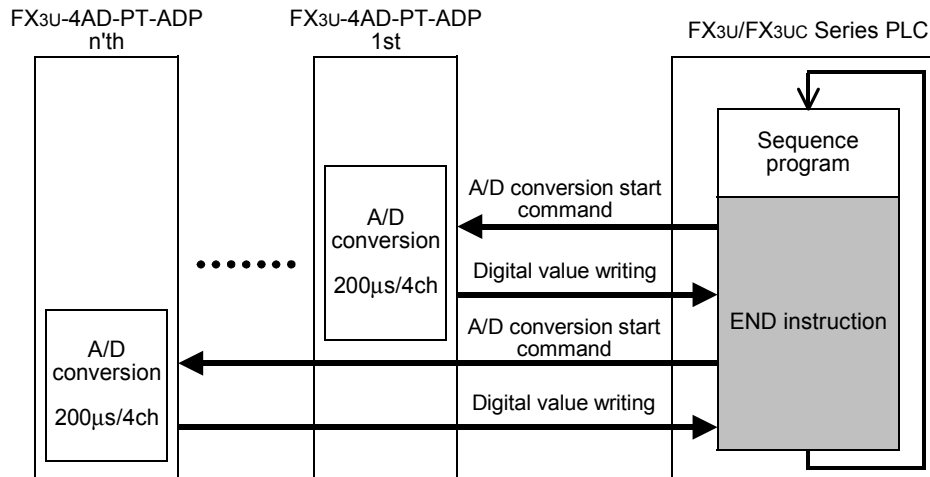 FX3U-4AD-PT-ADP
n'th
FX3U-4AD-PT-ADP
1st
FX3U/FX3UC Series PLC
Sequence
program
A/D conversion start
command
A/D
conversion
200µs/4ch
Digital value writing
END instruction
A/D conversion start
command
A/D
conversion
200µs/4ch
Digital value writing